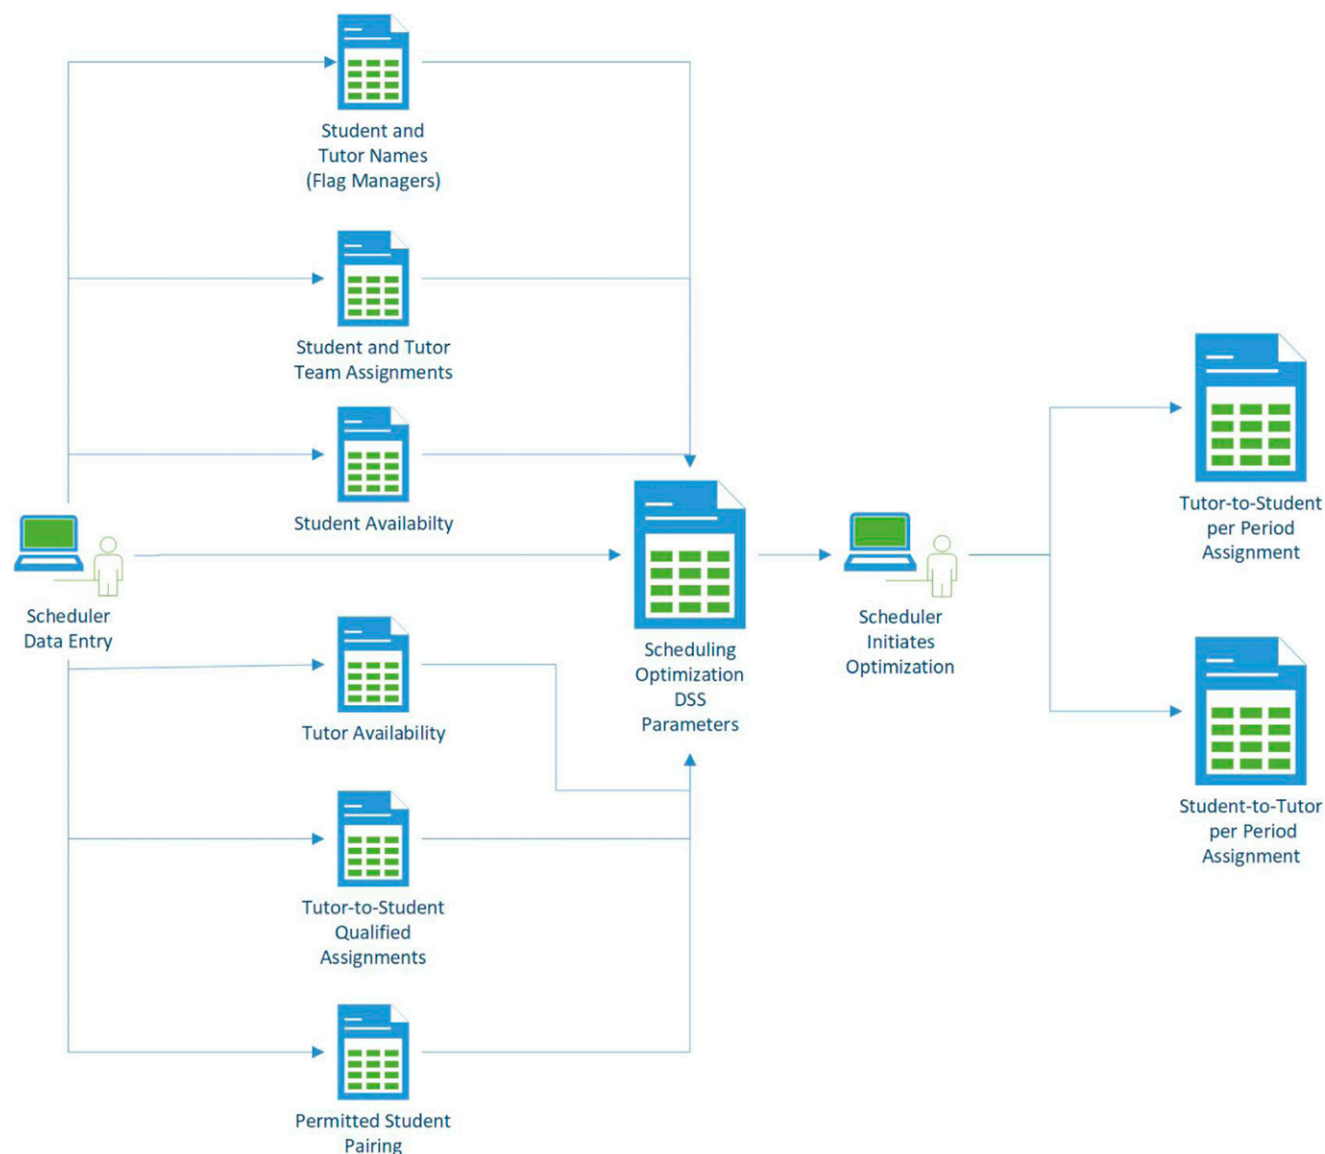 Student and
Tutor Names
(Flag Managers)
Student and Tutor
Team Assignments
Student Availabilty
Scheduler
Data Entry
Tutor Availability
Tutor-to-Student
Qualified
Assignments
Permitted Student
Pairing
Scheduling
Optimization
DSS
Parameters
Scheduler
Initiates
Optimization
Tutor-to-Student
per Period
Assignment
Student-to-Tutor
per Period
Assignment